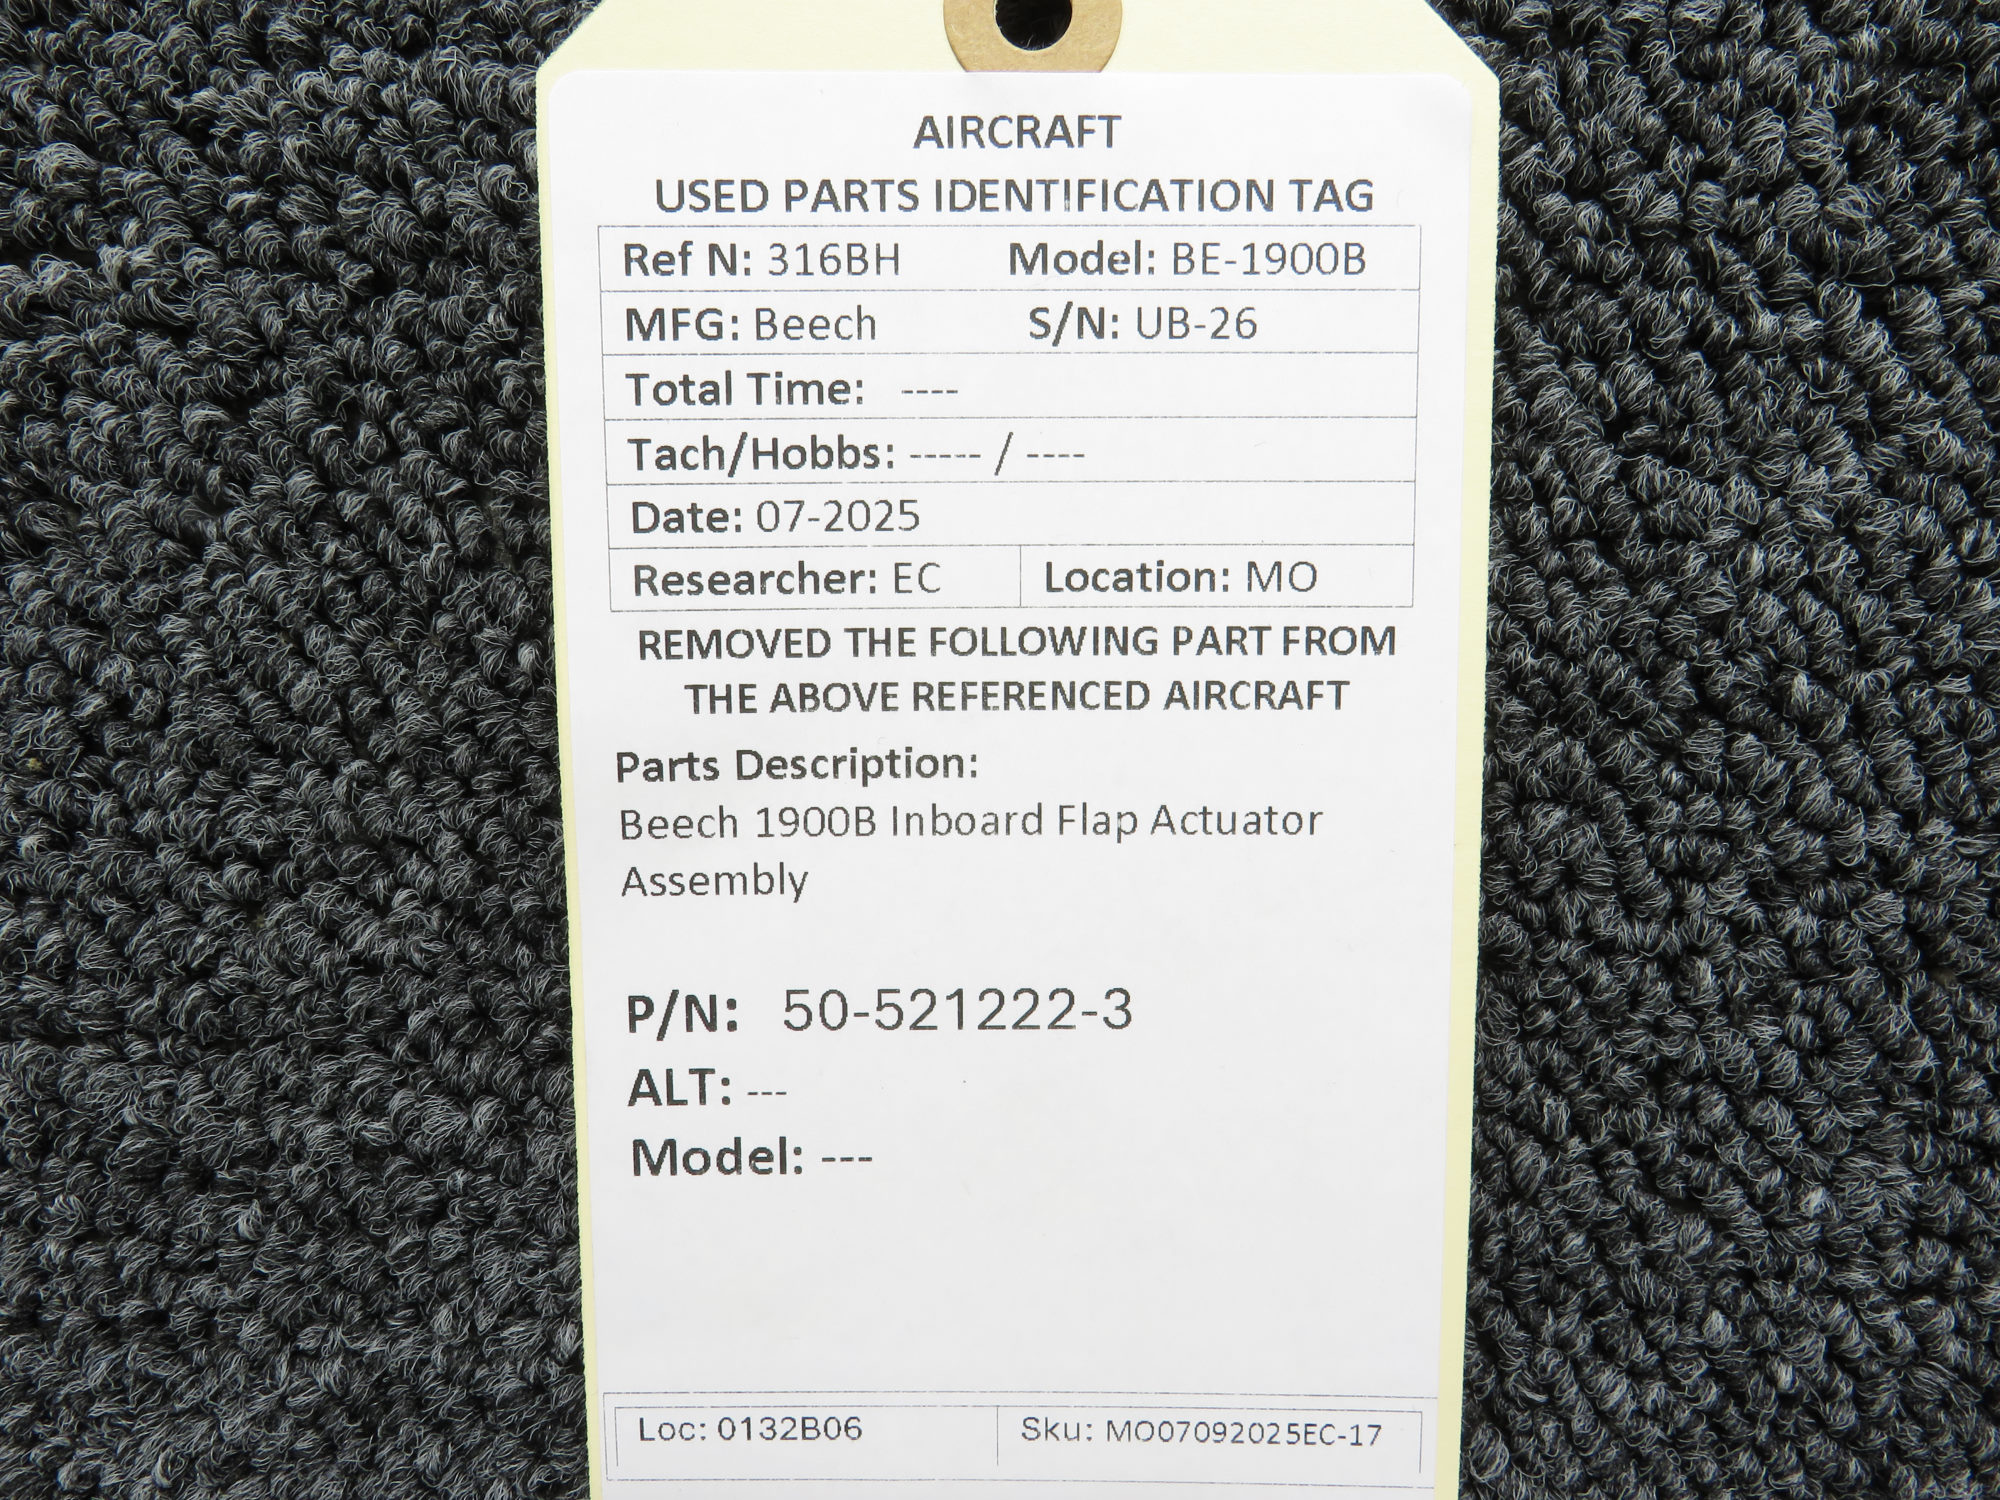 AIRCRAFT
USED PARTS IDENTIFICATION TAG
Ref N: 316BH Model: BE-1900B
MFG: Beech S/N: UB-26
Total Time: ----
Tach/Hobbs: ----- / ----
Date: 07-2025
Researcher: EC Location: MO
REMOVED THE FOLLOWING PART FROM
THE ABOVE REFERENCED AIRCRAFT
Parts Description:
Beech 1900B Inboard Flap Actuator
Assembly
P/N: 50-521222-3
ALT: ---
Model: ---
Loc: 0132B06 Sku: MO07092025EC-17